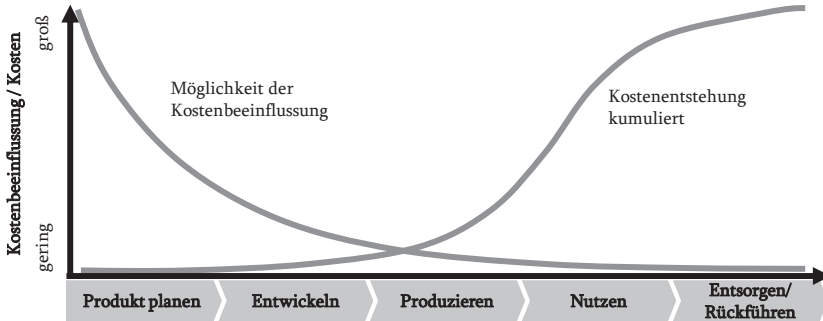 Kostenbeeinflussung / Kosten
groß
gering
Möglichkeit der
Kostenbeeinflussung
Kostenentstehung
kumuliert
Produkt planen
Entwickeln
Produzieren
Nutzen
Entsorgen/
Rückführen